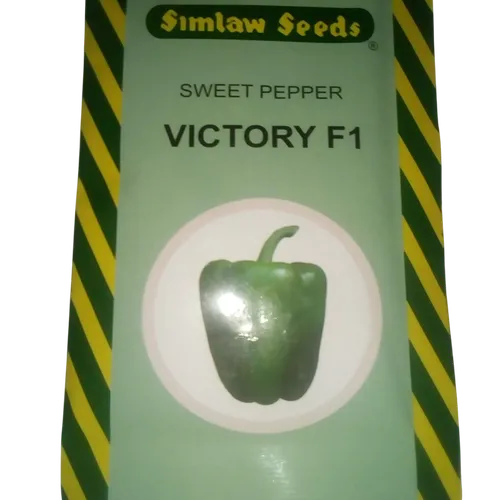 Simlaw Seeds
®
SWEET PEPPER
VICTORY F1